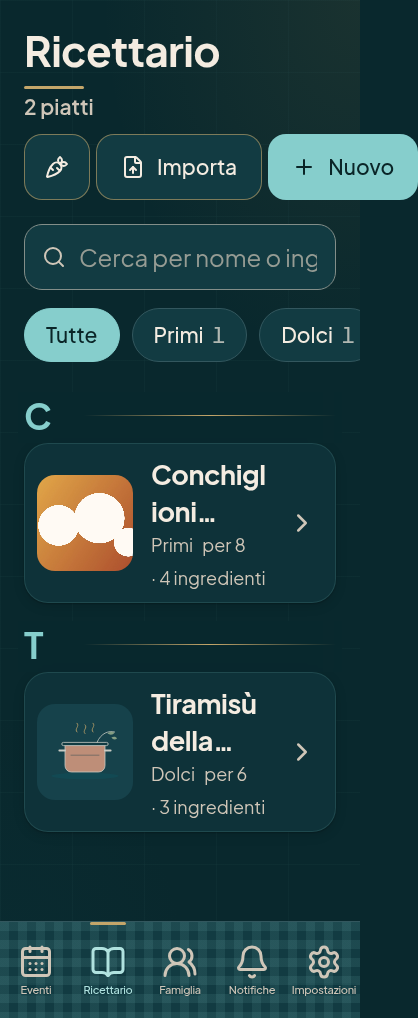 Ricettario
2 piatti
Importa
Nuovo
Cerca per nome o ing
Tutte
Primi 1
Dolci 1
C
Conchigl
ioni…
Primi per 8
· 4 ingredienti
T
Tiramisù
della…
Dolci per 6
· 3 ingredienti
Eventi
Ricettario
Famiglia
Notifiche
Impostazioni